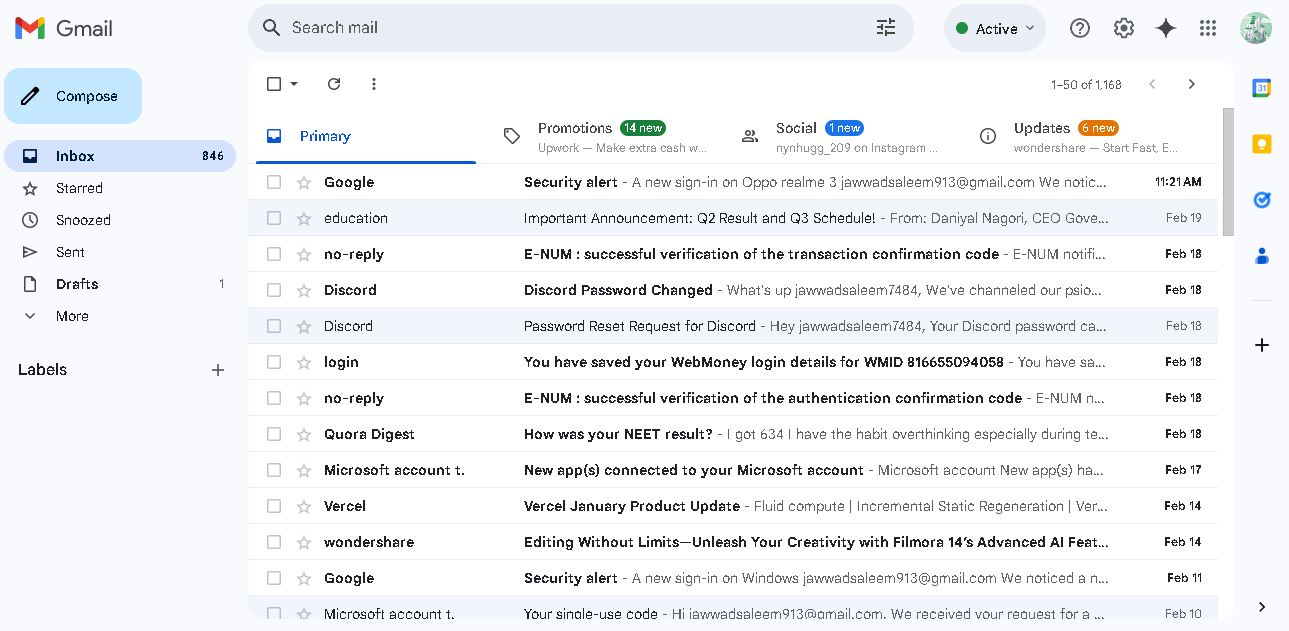 Gmail
Search mail
Active
Compose
1–50 of 1,168
Primary
Promotions 14 new
Upwork — Make extra cash w...
Social 1 new
nynhugg_209 on Instagram ...
Updates 6 new
wondershare — Start Fast, E...
Inbox 846
Starred
Snoozed
Sent
Drafts 1
More
Labels
Google Security alert - A new sign-in on Oppo realme 3 jawwadsaleem913@gmail.com We notic... 11:21 AM
education Important Announcement: Q2 Result and Q3 Schedule! - From: Daniyal Nagori, CEO Gove... Feb 19
no-reply E-NUM : successful verification of the transaction confirmation code - E-NUM notifi... Feb 18
Discord Discord Password Changed - What's up jawwadsaleem7484, We've channeled our psio... Feb 18
Discord Password Reset Request for Discord - Hey jawwadsaleem7484, Your Discord password ca... Feb 18
login You have saved your WebMoney login details for WMID 816655094058 - You have sa... Feb 18
no-reply E-NUM : successful verification of the authentication confirmation code - E-NUM n... Feb 18
Quora Digest How was your NEET result? - I got 634 I have the habit overthinking especially during te... Feb 18
Microsoft account t. New app(s) connected to your Microsoft account - Microsoft account New app(s) ha... Feb 17
Vercel Vercel January Product Update - Fluid compute | Incremental Static Regeneration | Ver... Feb 14
wondershare Editing Without Limits—Unleash Your Creativity with Filmora 14's Advanced AI Feat... Feb 14
Google Security alert - A new sign-in on Windows jawwadsaleem913@gmail.com We noticed a n... Feb 11
Microsoft account t. Your single-use code - Hi jawwadsaleem913@gmail.com, We received your request for a ... Feb 10
31